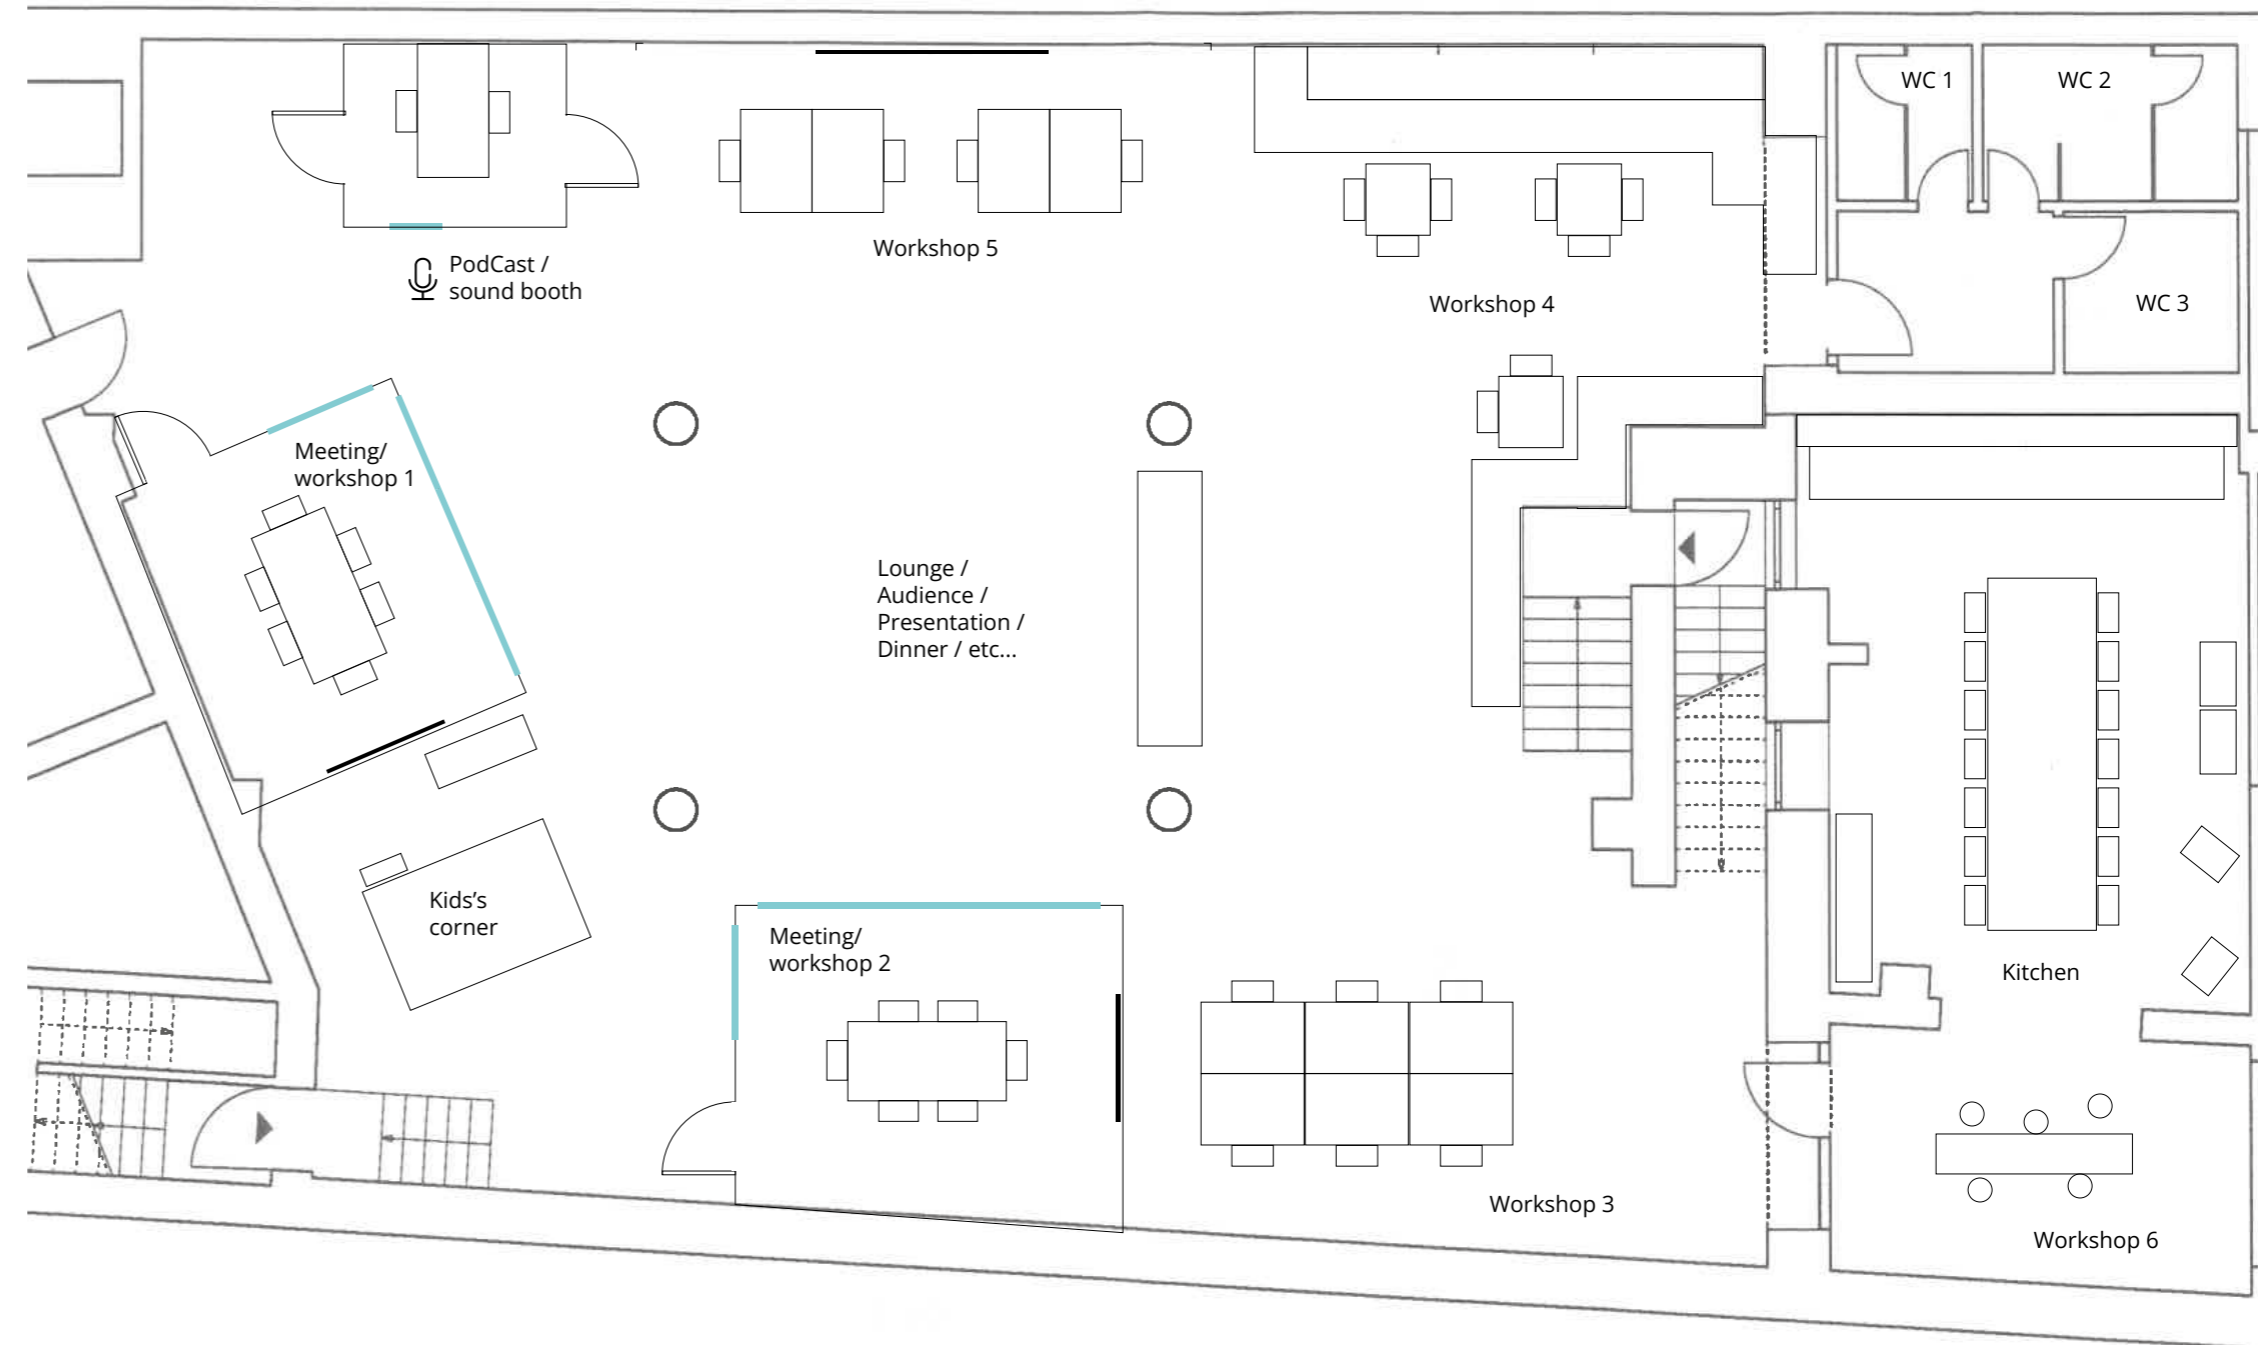 WC 1
WC 2
PodCast /
sound booth
Workshop 5
Workshop 4
WC 3
Meeting/
workshop 1
Lounge /
Audience /
Presentation /
Dinner / etc...
Kids’s
corner
Meeting/
workshop 2
Kitchen
Workshop 3
Workshop 6